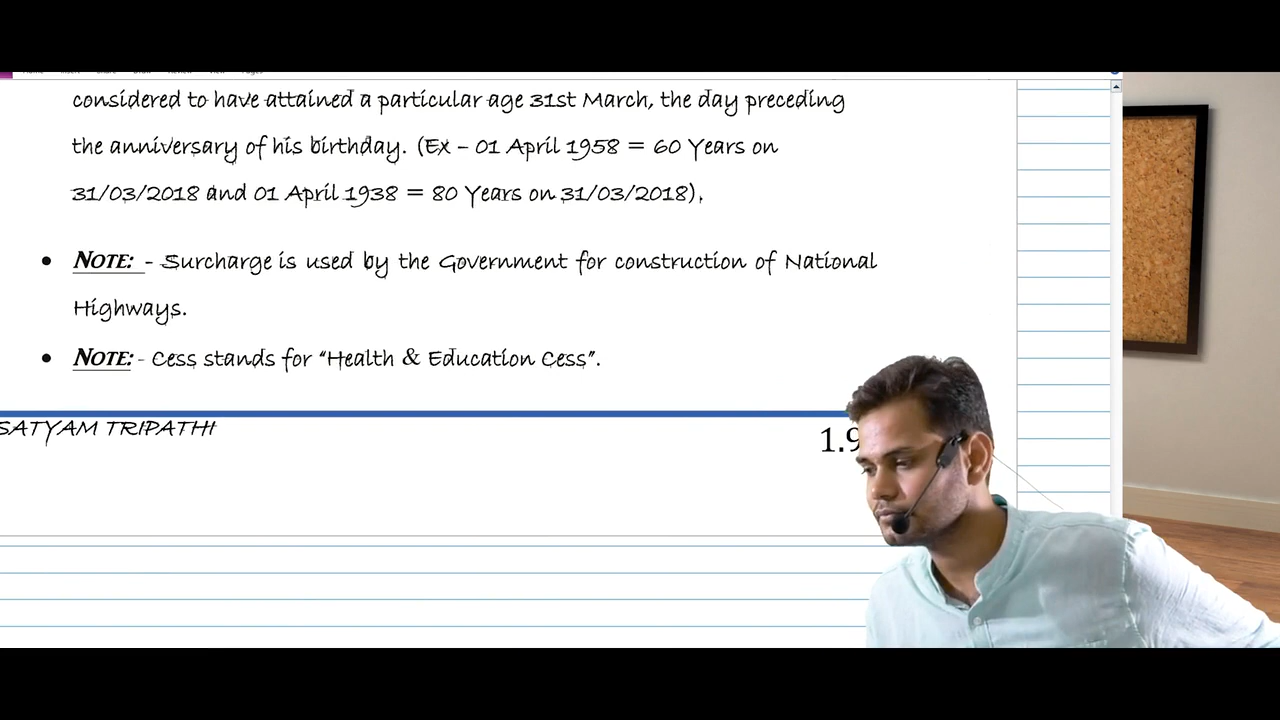 considered to have attained a particular age 31st March, the day preceding
the anniversary of his birthday. (Ex – 01 April 1958 = 60 Years on
31/03/2018 and 01 April 1938 = 80 Years on 31/03/2018).
• NOTE: - Surcharge is used by the Government for construction of National
Highways.
• NOTE: - Cess stands for “Health & Education Cess”.
SATYAM TRIPATHI
1.9